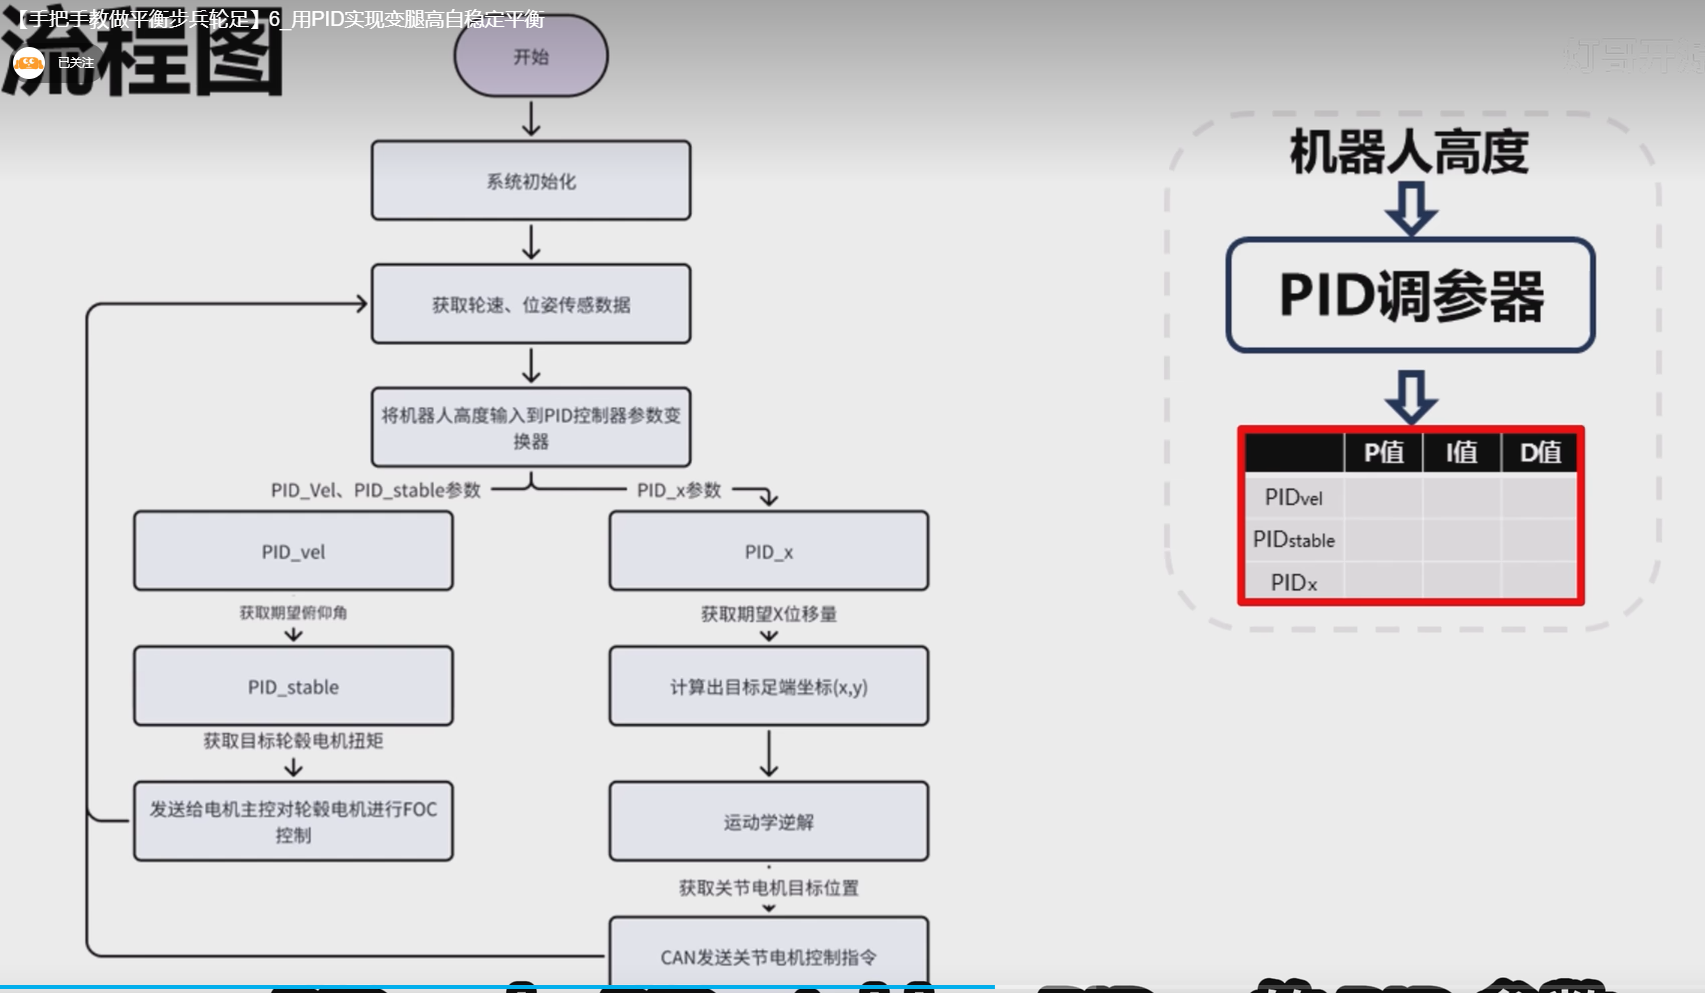 【手把手教做平衡步兵轮足】6_用PID实现变腿高自稳定平衡
流程图
已关注
开始
系统初始化
获取轮速、位姿传感数据
将机器人高度输入到PID控制器参数变
换器
PID_Vel、PID_stable参数
PID_x参数
PID_vel
PID_x
获取期望俯仰角
获取期望X位移量
PID_stable
计算出目标足端坐标(x,y)
获取目标轮毂电机扭矩
发送给电机主控对轮毂电机进行FOC
控制
运动学逆解
获取关节电机目标位置
CAN发送关节电机控制指令
灯哥开源
机器人高度
PID调参器
P值 I值 D值
PIDvel
PIDstable
PIDx